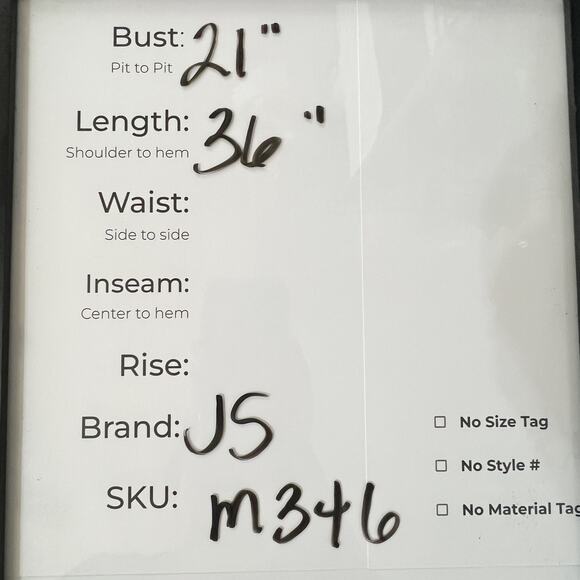 Bust: 21"
Pit to Pit
Length: 36"
Shoulder to hem
Waist:
Side to side
Inseam:
Center to hem
Rise:
Brand: JS
No Size Tag
No Style #
SKU: m346
No Material Tag